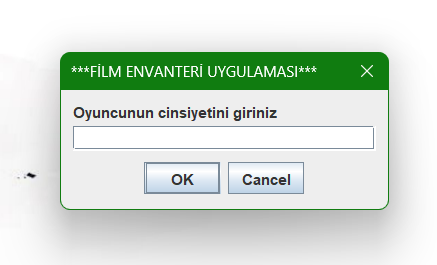 ***FİLM ENVANTERİ UYGULAMASI***
Oyuncunun cinsiyetini giriniz
OK
Cancel